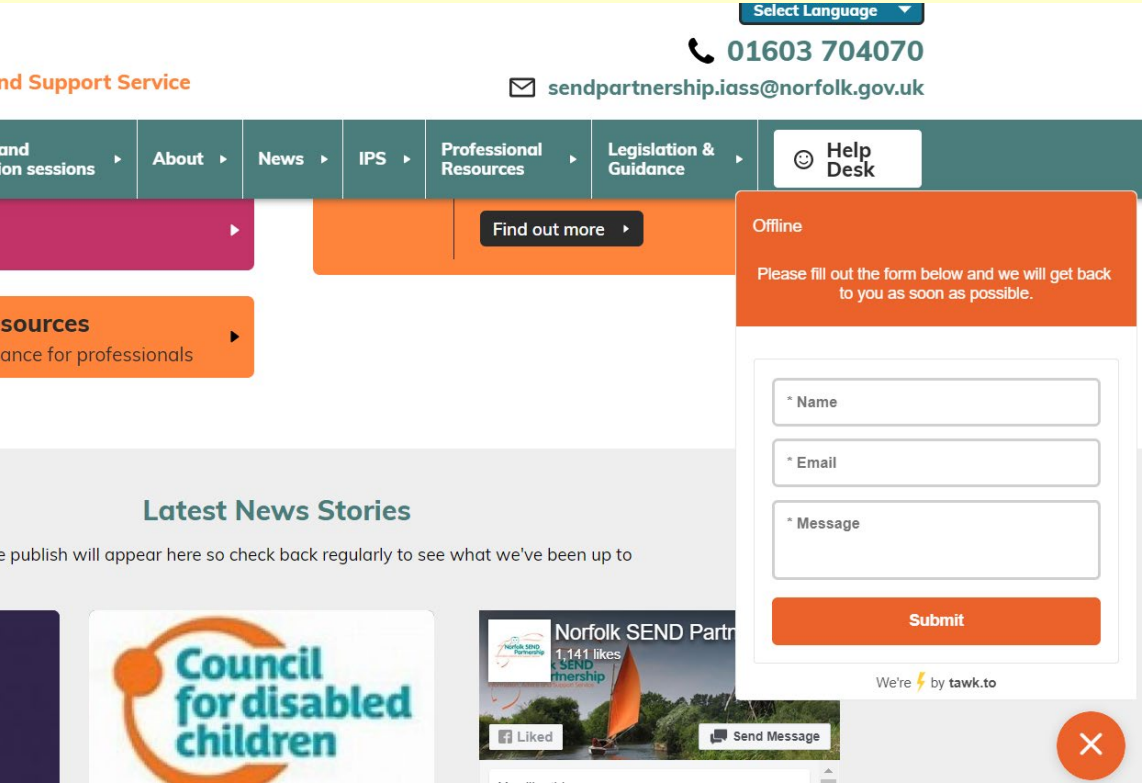 Select Language
01603 704070
nd Support Service
sendpartnership.iass@norfolk.gov.uk
and
ion sessions
About
News
IPS
Professional
Resources
Legislation &
Guidance
Help
Desk
Find out more
Offline
Please fill out the form below and we will get back
to you as soon as possible.
sources
ance for professionals
* Name
* Email
* Message
Submit
We're by tawk.to
Latest News Stories
e publish will appear here so check back regularly to see what we've been up to
Council
for disabled
children
Norfolk SEND Partn
1,141 likes
Norfolk SEND
Partnership
SEND
Liked
Send Message